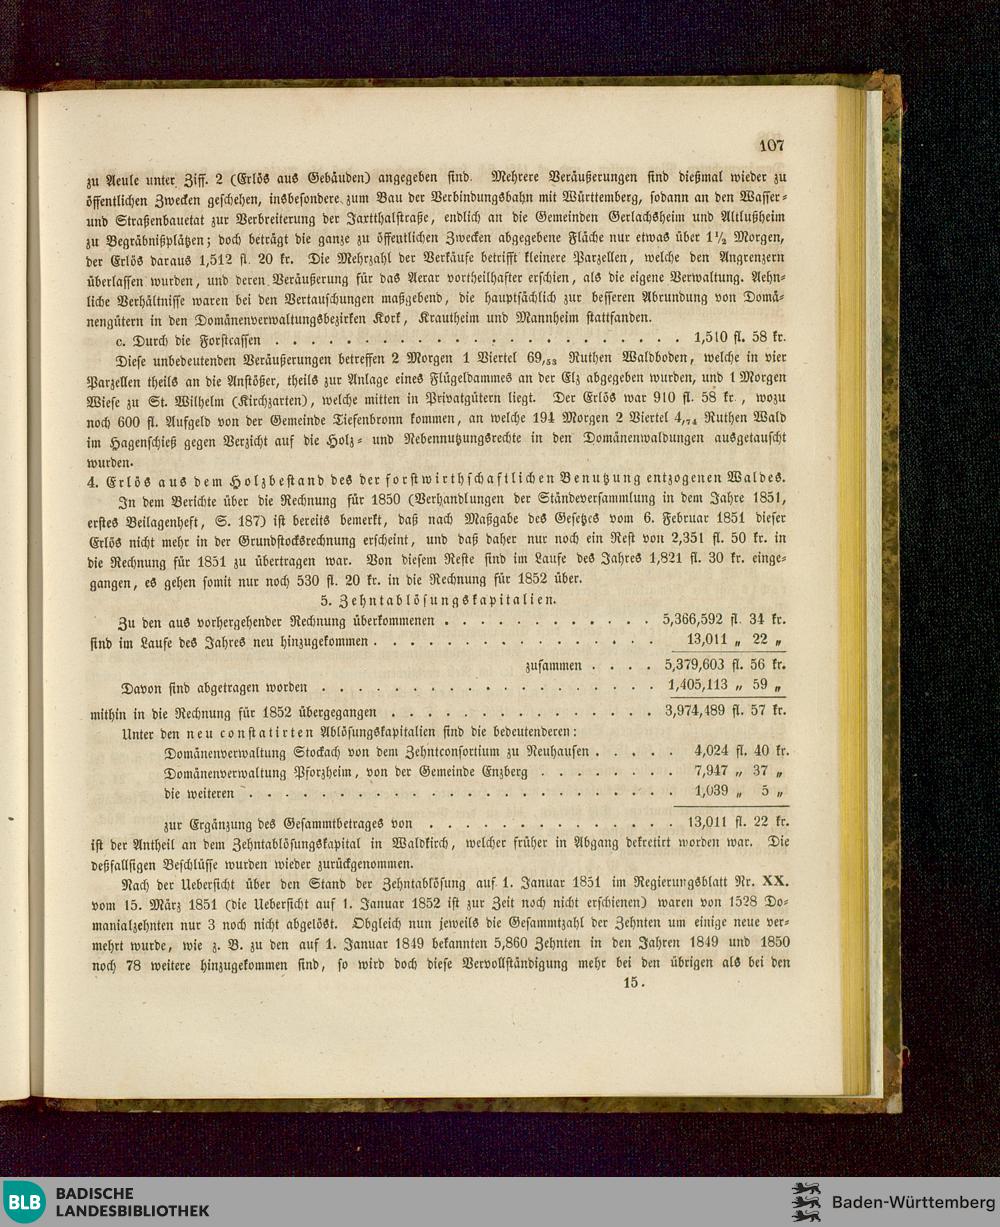 107
zu Aeule unter Ziff. 2 (Erlös aus Gebäuden) angegeben sind. Mehrere Veräußerungen sind dießmal wieder zu
öffentlichen Zwecken geschehen, insbesondere zum Bau der Verbindungsbahn mit Württemberg, sodann an den Wasser-
und Straßenbauetat zur Verbreiterung der Jartthalstraße, endlich an die Gemeinden Gerlachsheim und Altlußheim
zu Begräbnißplätzen; doch beträgt die ganze zu öffentlichen Zwecken abgegebene Fläche nur etwas über 1½ Morgen,
der Erlös daraus 1,512 fl. 20 kr. Die Mehrzahl der Verkäufe betrifft kleinere Parzellen, welche den Angrenzern
überlassen wurden, und deren Veräußerung für das Aerar vortheilhafter erschien, als die eigene Verwaltung. Aehn-
liche Verhältnisse waren bei den Vertauschungen maßgebend, die hauptsächlich zur besseren Abrundung von Domä-
nengütern in den Domänenverwaltungsbezirken Kork, Krautheim und Mannheim stattfanden.
c. Durch die Forstcassen . . . . . . . . . . . . . . . . . . . . 1,510 fl. 58 kr.
Diese unbedeutenden Veräußerungen betreffen 2 Morgen 1 Viertel 69,₅₃ Ruthen Waldboden, welche in vier
Parzellen theils an die Anstößer, theils zur Anlage eines Flügeldammes an der Elz abgegeben wurden, und 1 Morgen
Wiese zu St. Wilhelm (Kirchzarten), welche mitten in Privatgütern liegt. Der Erlös war 910 fl. 58 kr., wozu
noch 600 fl. Aufgeld von der Gemeinde Tiefenbronn kommen, an welche 194 Morgen 2 Viertel 4,₇₄ Ruthen Wald
im Hagenschieß gegen Verzicht auf die Holz- und Nebennutzungsrechte in den Domänenwaldungen ausgetauscht
wurden.
4. Erlös aus dem Holzbestand des der forstwirthschaftlichen Benutzung entzogenen Waldes.
In dem Berichte über die Rechnung für 1850 (Verhandlungen der Ständeversammlung in dem Jahre 1851,
erstes Beilagenheft, S. 187) ist bereits bemerkt, daß nach Maßgabe des Gesetzes vom 6. Februar 1851 dieser
Erlös nicht mehr in der Grundstocksrechnung erscheint, und daß daher nur noch ein Rest von 2,351 fl. 50 kr. in
die Rechnung für 1851 zu übertragen war. Von diesem Reste sind im Laufe des Jahres 1,821 fl. 30 kr. einge-
gangen, es gehen somit nur noch 530 fl. 20 kr. in die Rechnung für 1852 über.
5. Zehntablösungskapitalien.
Zu den aus vorhergehender Rechnung überkommenen . . . . . . . . . . . . 5,366,592 fl. 34 kr.
sind im Laufe des Jahres neu hinzugekommen . . . . . . . . . . . . . . . 13,011 „ 22 „
zusammen . . . . 5,379,603 fl. 56 kr.
Davon sind abgetragen worden . . . . . . . . . . . . . . . . . . 1,405,113 „ 59 „
mithin in die Rechnung für 1852 übergegangen . . . . . . . . . . . . . . 3,974,489 fl. 57 kr.
Unter den neu constatirten Ablösungskapitalien sind die bedeutenderen:
Domänenverwaltung Stockach von dem Zehntconsortium zu Neuhausen . . . . . 4,024 fl. 40 kr.
Domänenverwaltung Pforzheim, von der Gemeinde Enzberg . . . . . . . . 7,947 „ 37 „
die weiteren . . . . . . . . . . . . . . . . . . . . . . . . 1,039 „ 5 „
zur Ergänzung des Gesammtbetrages von . . . . . . . . . . . . . . 13,011 fl. 22 kr.
ist der Antheil an dem Zehntablösungskapital in Waldkirch, welcher früher in Abgang dekretirt worden war. Die
deßfallsigen Beschlüsse wurden wieder zurückgenommen.
Nach der Uebersicht über den Stand der Zehntablösung auf 1. Januar 1851 im Regierungsblatt Nr. XX.
vom 15. März 1851 (die Uebersicht auf 1. Januar 1852 ist zur Zeit noch nicht erschienen) waren von 1528 Do-
manialzehnten nur 3 noch nicht abgelöst. Obgleich nun jeweils die Gesammtzahl der Zehnten um einige neue ver-
mehrt wurde, wie z. B. zu den auf 1. Januar 1849 bekannten 5,860 Zehnten in den Jahren 1849 und 1850
noch 78 weitere hinzugekommen sind, so wird doch diese Vervollständigung mehr bei den übrigen als bei den
15.
BLB BADISCHE LANDESBIBLIOTHEK
Baden-Württemberg